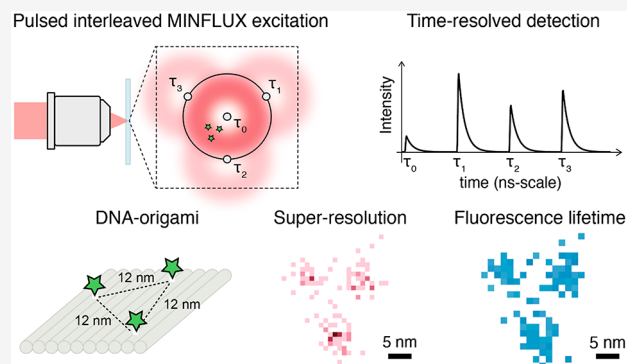 Pulsed interleaved MINFLUX excitation
τ3
τ1
τ0
τ2
Time-resolved detection
Intensity
τ0
τ1
τ2
τ3
time (ns-scale)
DNA-origami
12 nm
12 nm
12 nm
Super-resolution
5 nm
Fluorescence lifetime
5 nm